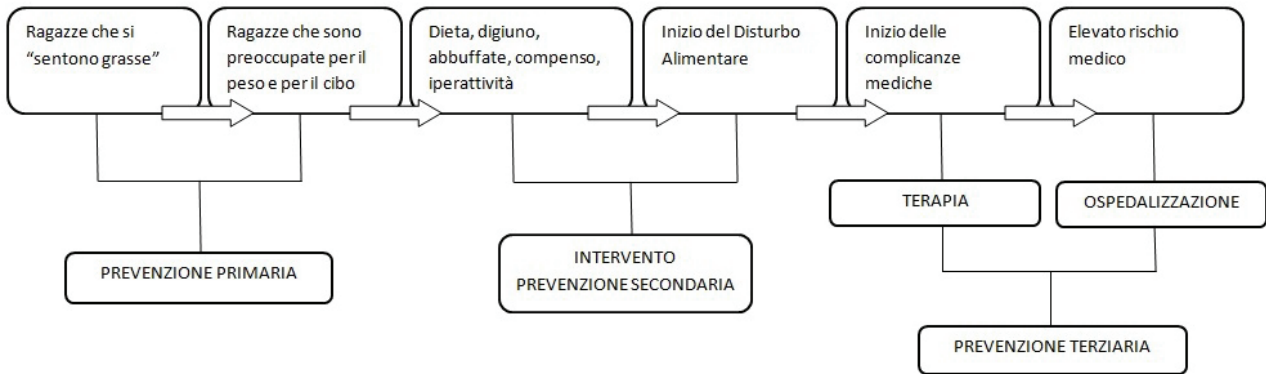 Ragazze che si
“sentono grasse”
Ragazze che sono
preoccupate per il
peso e per il cibo
Dieta, digiuno,
abbuffate, compenso,
iperattività
Inizio del Disturbo
Alimentare
Inizio delle
complicanze
mediche
Elevato rischio
medico
TERAPIA
OSPEDALIZZAZIONE
PREVENZIONE PRIMARIA
INTERVENTO
PREVENZIONE SECONDARIA
PREVENZIONE TERZIARIA